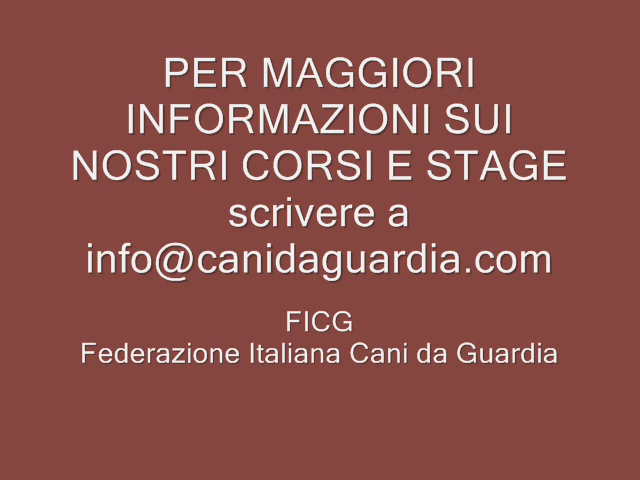 PER MAGGIORI
INFORMAZIONI SUI
NOSTRI CORSI E STAGE
scrivere a
info@canidaguardia.com
FICG
Federazione Italiana Cani da Guardia